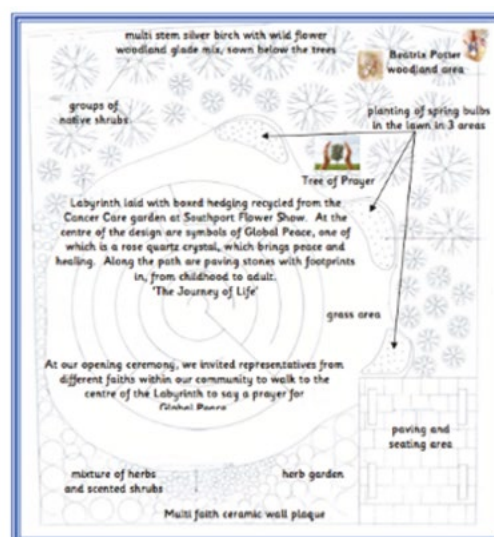 multi stem silver birch with wild flower
woodland glade mix, sown below the trees
Beatrix Potter
woodland area
groups of
native shrubs
planting of spring bulbs
in the lawn in 3 areas
Tree of Prayer
Labyrinth laid with boxed hedging recycled from the
Cancer Care garden at Southport Flower Show. At the
centre of the design are symbols of Global Peace, one of
which is a rose quartz crystal, which brings peace and
healing. Along the path are paving stones with footprints
in, from childhood to adult.
'The Journey of Life'
grass area
At our opening ceremony, we invited representatives from
different faiths within our community to walk to the
centre of the Labyrinth to say a prayer for
Global Peace
paving and
seating area
mixture of herbs
and scented shrubs
herb garden
Multi faith ceramic wall plaque